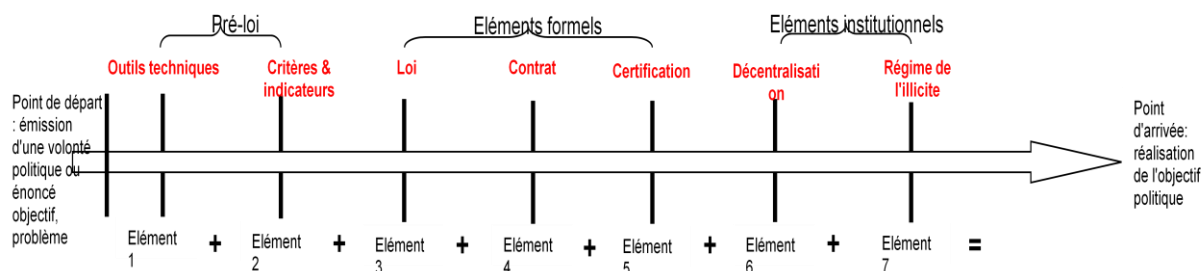 Pré-loi
Eléments formels
Eléments institutionnels
Outils techniques
Critères &
indicateurs
Loi
Contrat
Certification
Décentralisati
on
Régime de
l'illicite
Point de départ
: émission
d'une volonté
politique ou
énoncé
objectif,
problème
Point
d'arrivée:
réalisation
de l'objectif
politique
Elément
1
+
Elément
2
+
Elément
3
+
Elément
4
+
Elément
5
+
Elément
6
+
Elément
7
=